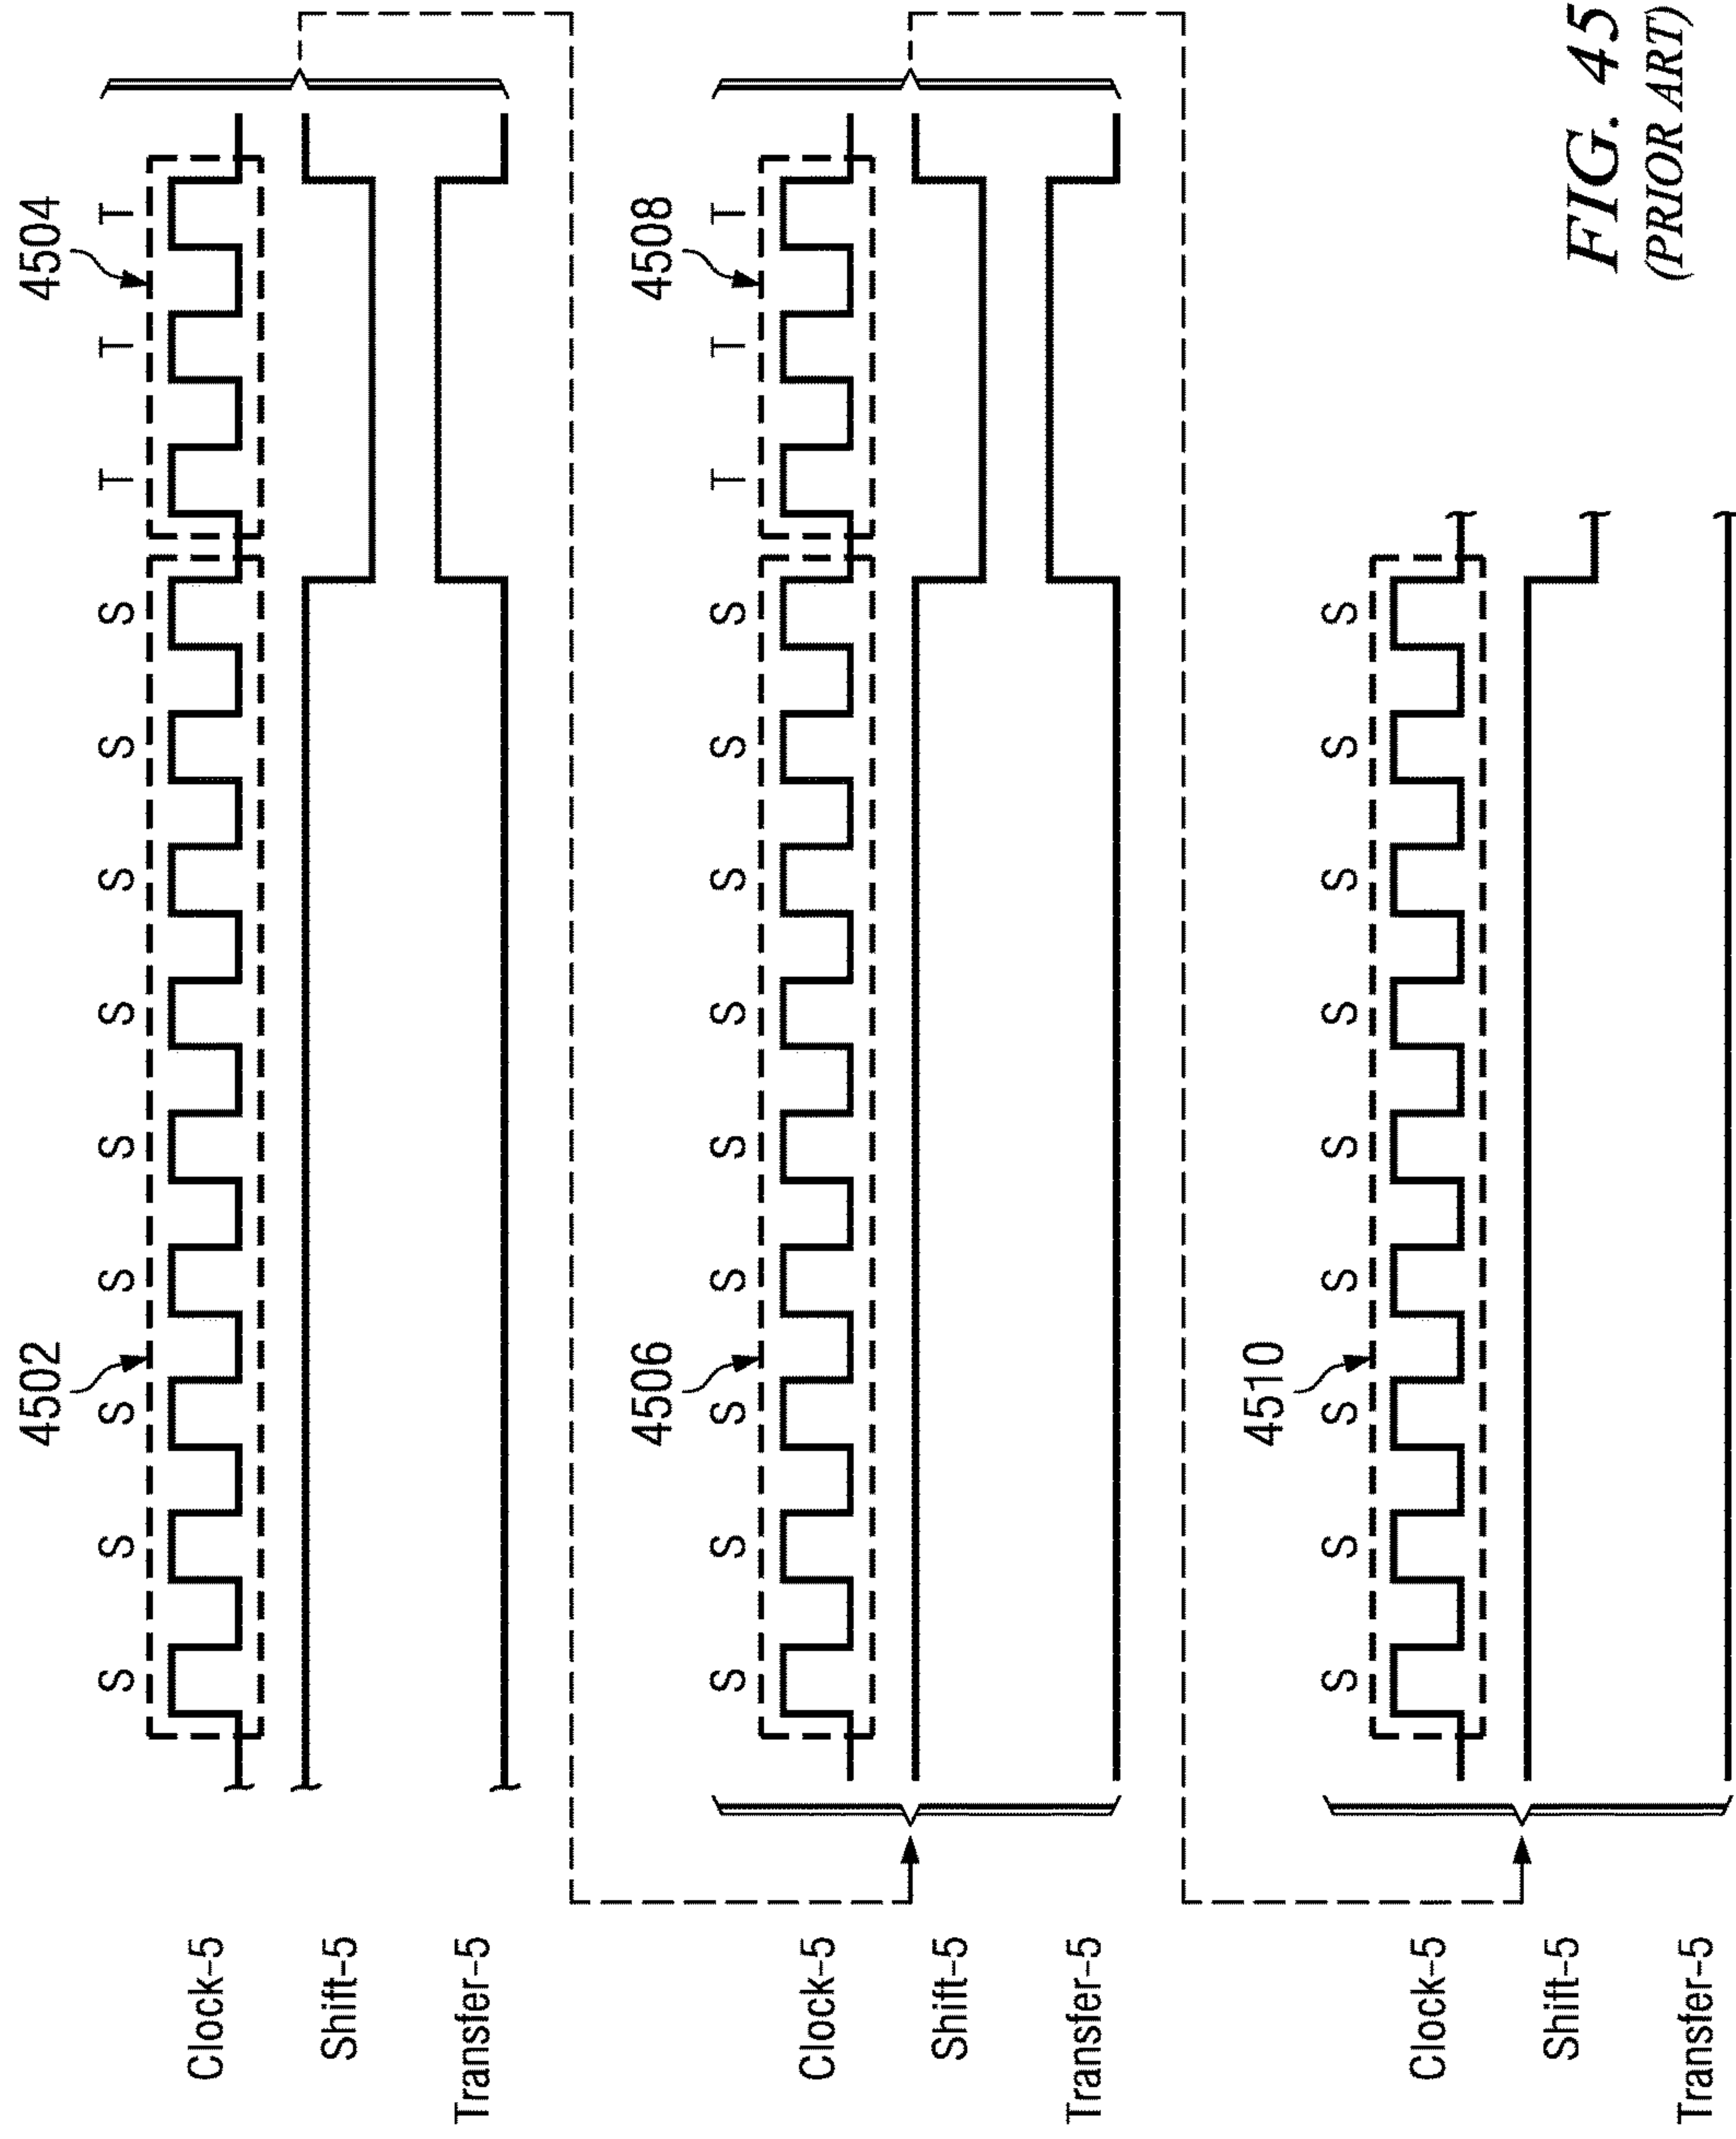 4502 4504
S S S S S S S S S T T T
Clock-5
Shift-5
Transfer-5
4506 4508
S S S S S S S S S T T T
Clock-5
Shift-5
Transfer-5
4510
S S S S S S S S S
Clock-5
Shift-5
Transfer-5
FIG. 45
(PRIOR ART)